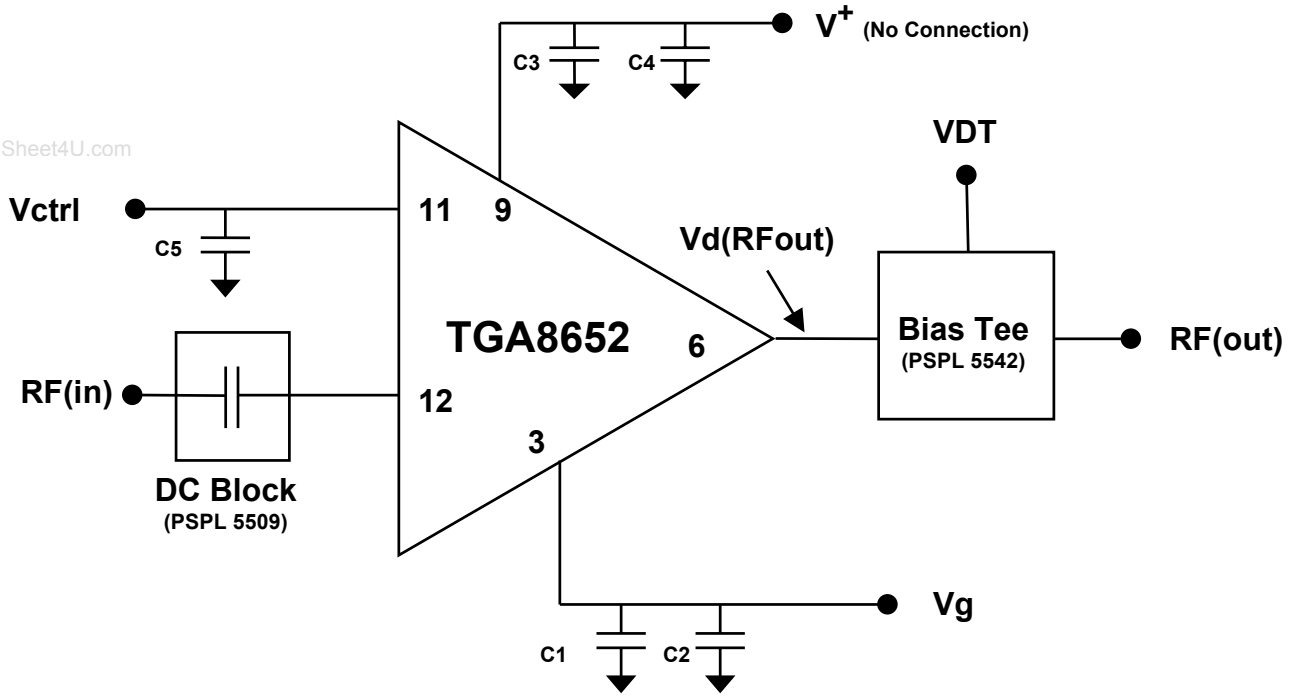 V+ (No Connection)
C3
C4
Sheet4U.com
VDT
Vctrl
11
9
C5
Vd(RFout)
TGA8652
6
Bias Tee
(PSPL 5542)
RF(out)
RF(in)
12
3
DC Block
(PSPL 5509)
Vg
C1
C2